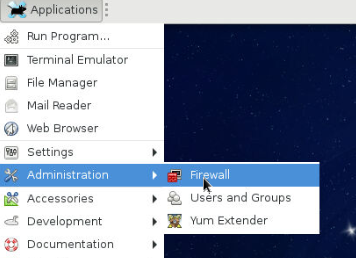 Applications
Run Program...
Terminal Emulator
File Manager
Mail Reader
Web Browser
Settings
Administration
Firewall
Accessories
Users and Groups
Development
Yum Extender
Documentation